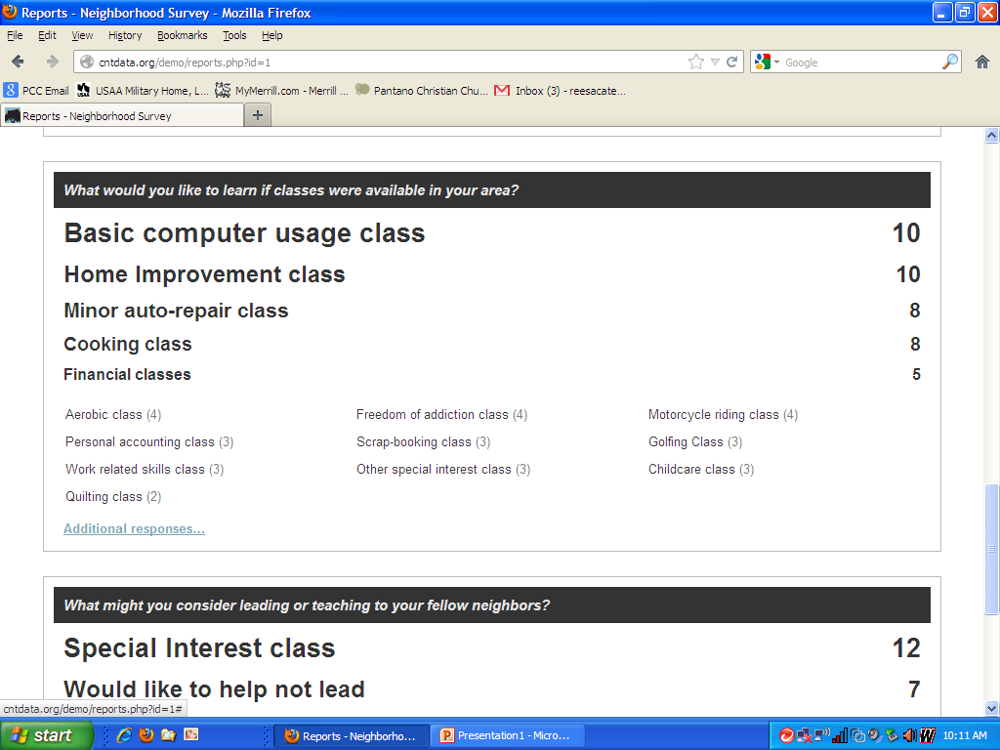 Reports - Neighborhood Survey - Mozilla Firefox
File Edit View History Bookmarks Tools Help
cntdata.org/demo/reports.php?id=1 Google
PCC Email USAA Military Home, L... MyMerrill.com - Merrill ... Pantano Christian Chu... Inbox (3) - reesacate...
Reports - Neighborhood Survey +
What would you like to learn if classes were available in your area?
Basic computer usage class 10
Home Improvement class 10
Minor auto-repair class 8
Cooking class 8
Financial classes 5
Aerobic class (4) Freedom of addiction class (4) Motorcycle riding class (4)
Personal accounting class (3) Scrap-booking class (3) Golfing Class (3)
Work related skills class (3) Other special interest class (3) Childcare class (3)
Quilting class (2)
Additional responses...
What might you consider leading or teaching to your fellow neighbors?
Special Interest class 12
Would like to help not lead 7
cntdata.org/demo/reports.php?id=1#
start Reports - Neighborho... Presentation1 - Micro... 10:11 AM